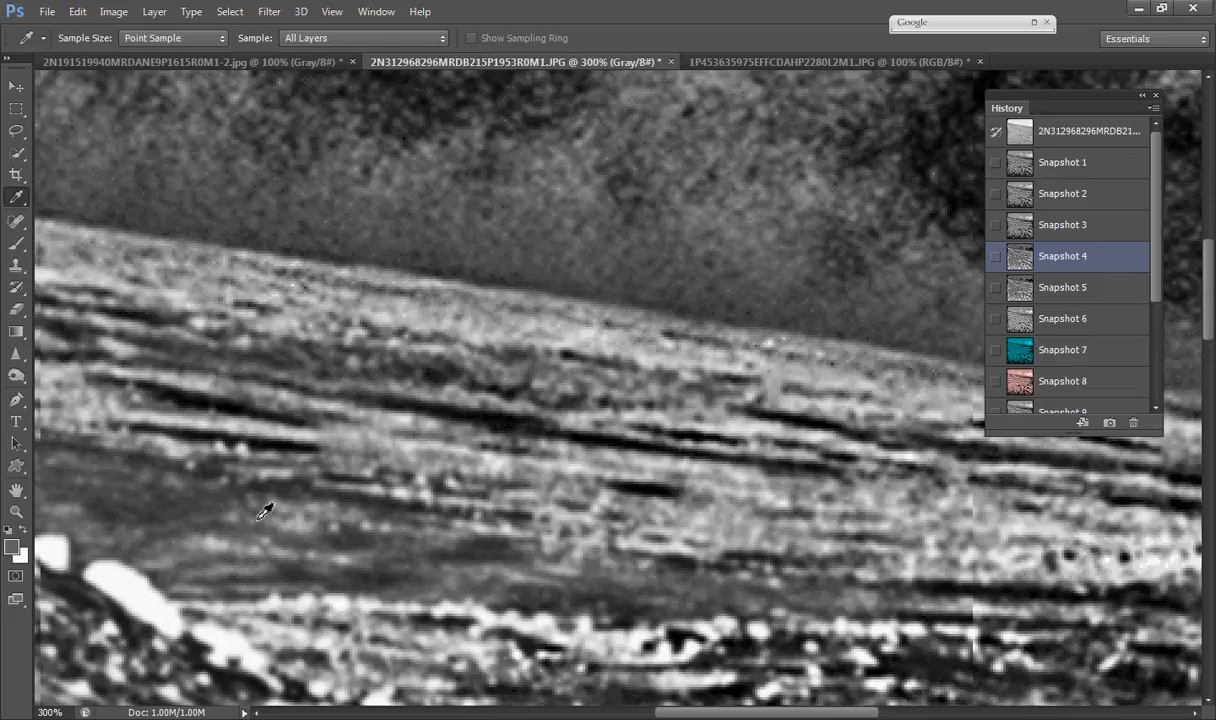 Ps File Edit Image Layer Type Select Filter 3D View Window Help
Google
Sample Size: Point Sample Sample: All Layers Show Sampling Ring Essentials
2N191519940MRDANE9P1615R0M1-2.jpg @ 100% (Gray/8#) * × 2N312968296MRDB215P1953R0M1.JPG @ 300% (Gray/8#) * × 1P453635975EFFCDAHP2280L2M1.JPG @ 100% (RGB/8#) * ×
History
2N312968296MRDB21...
Snapshot 1
Snapshot 2
Snapshot 3
Snapshot 4
Snapshot 5
Snapshot 6
Snapshot 7
Snapshot 8
Snapshot 9
300% Doc: 1.00M/1.00M